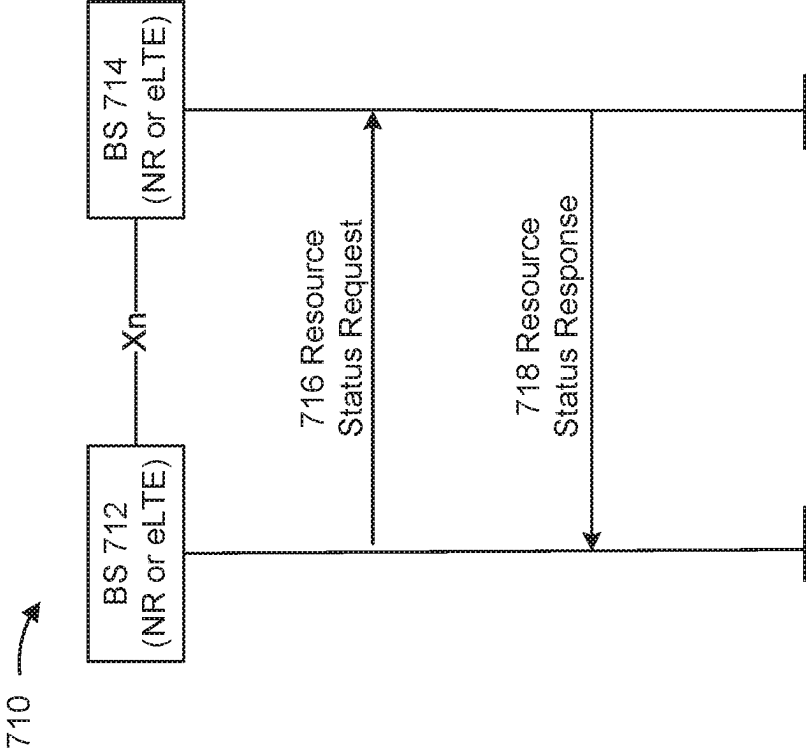 710
BS 712
(NR or eLTE)
Xn
BS 714
(NR or eLTE)
716 Resource
Status Request
718 Resource
Status Response